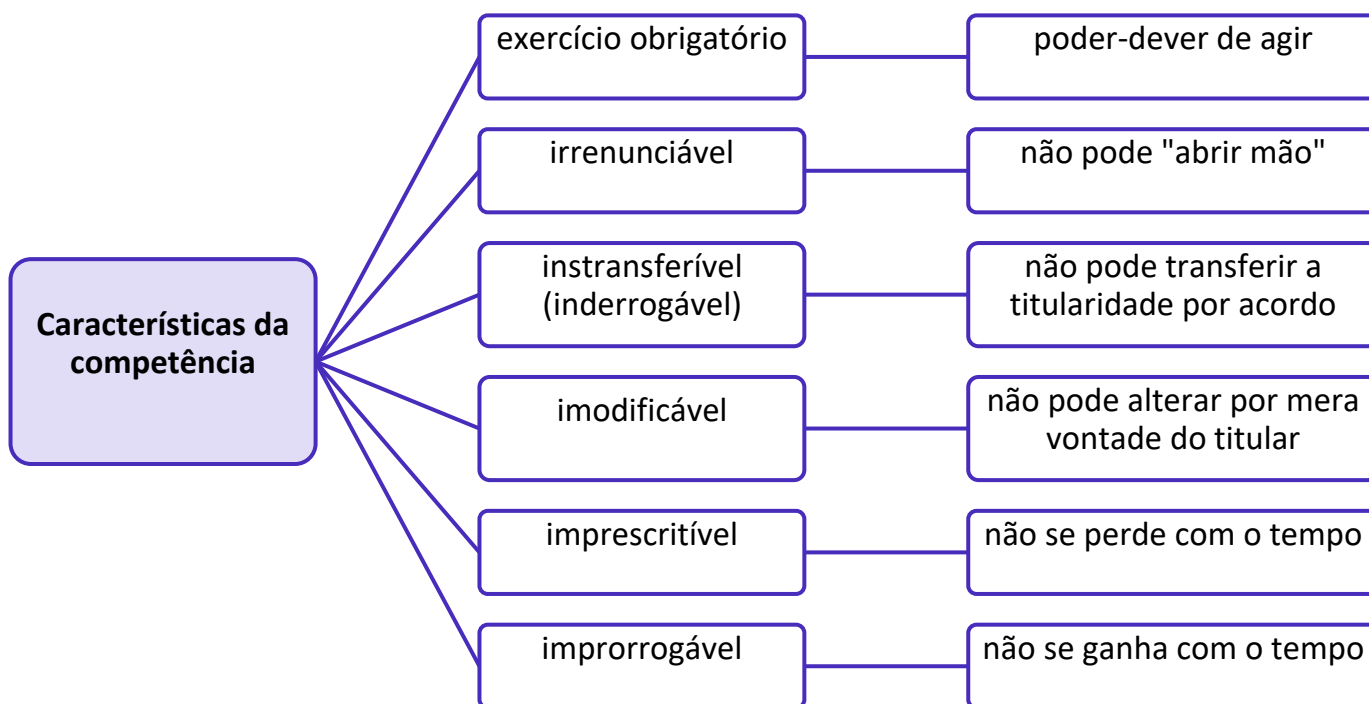 Características da
competência
exercício obrigatório
poder-dever de agir
irrenunciável
não pode "abrir mão"
instransferível
(inderrogável)
não pode transferir a
titularidade por acordo
imodificável
não pode alterar por mera
vontade do titular
imprescritível
não se perde com o tempo
improrrogável
não se ganha com o tempo